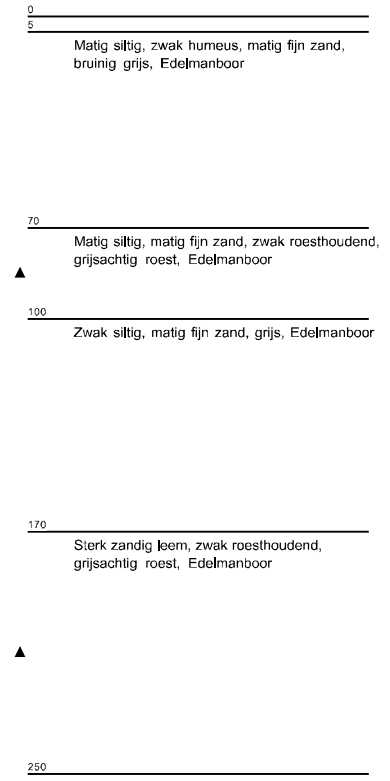 0
5
Matig siltig, zwak humeus, matig fijn zand,
bruinig grijs, Edelmanboor
70
Matig siltig, matig fijn zand, zwak roesthoudend,
grijsachtig roest, Edelmanboor
100
Zwak siltig, matig fijn zand, grijs, Edelmanboor
170
Sterk zandig leem, zwak roesthoudend,
grijsachtig roest, Edelmanboor
250